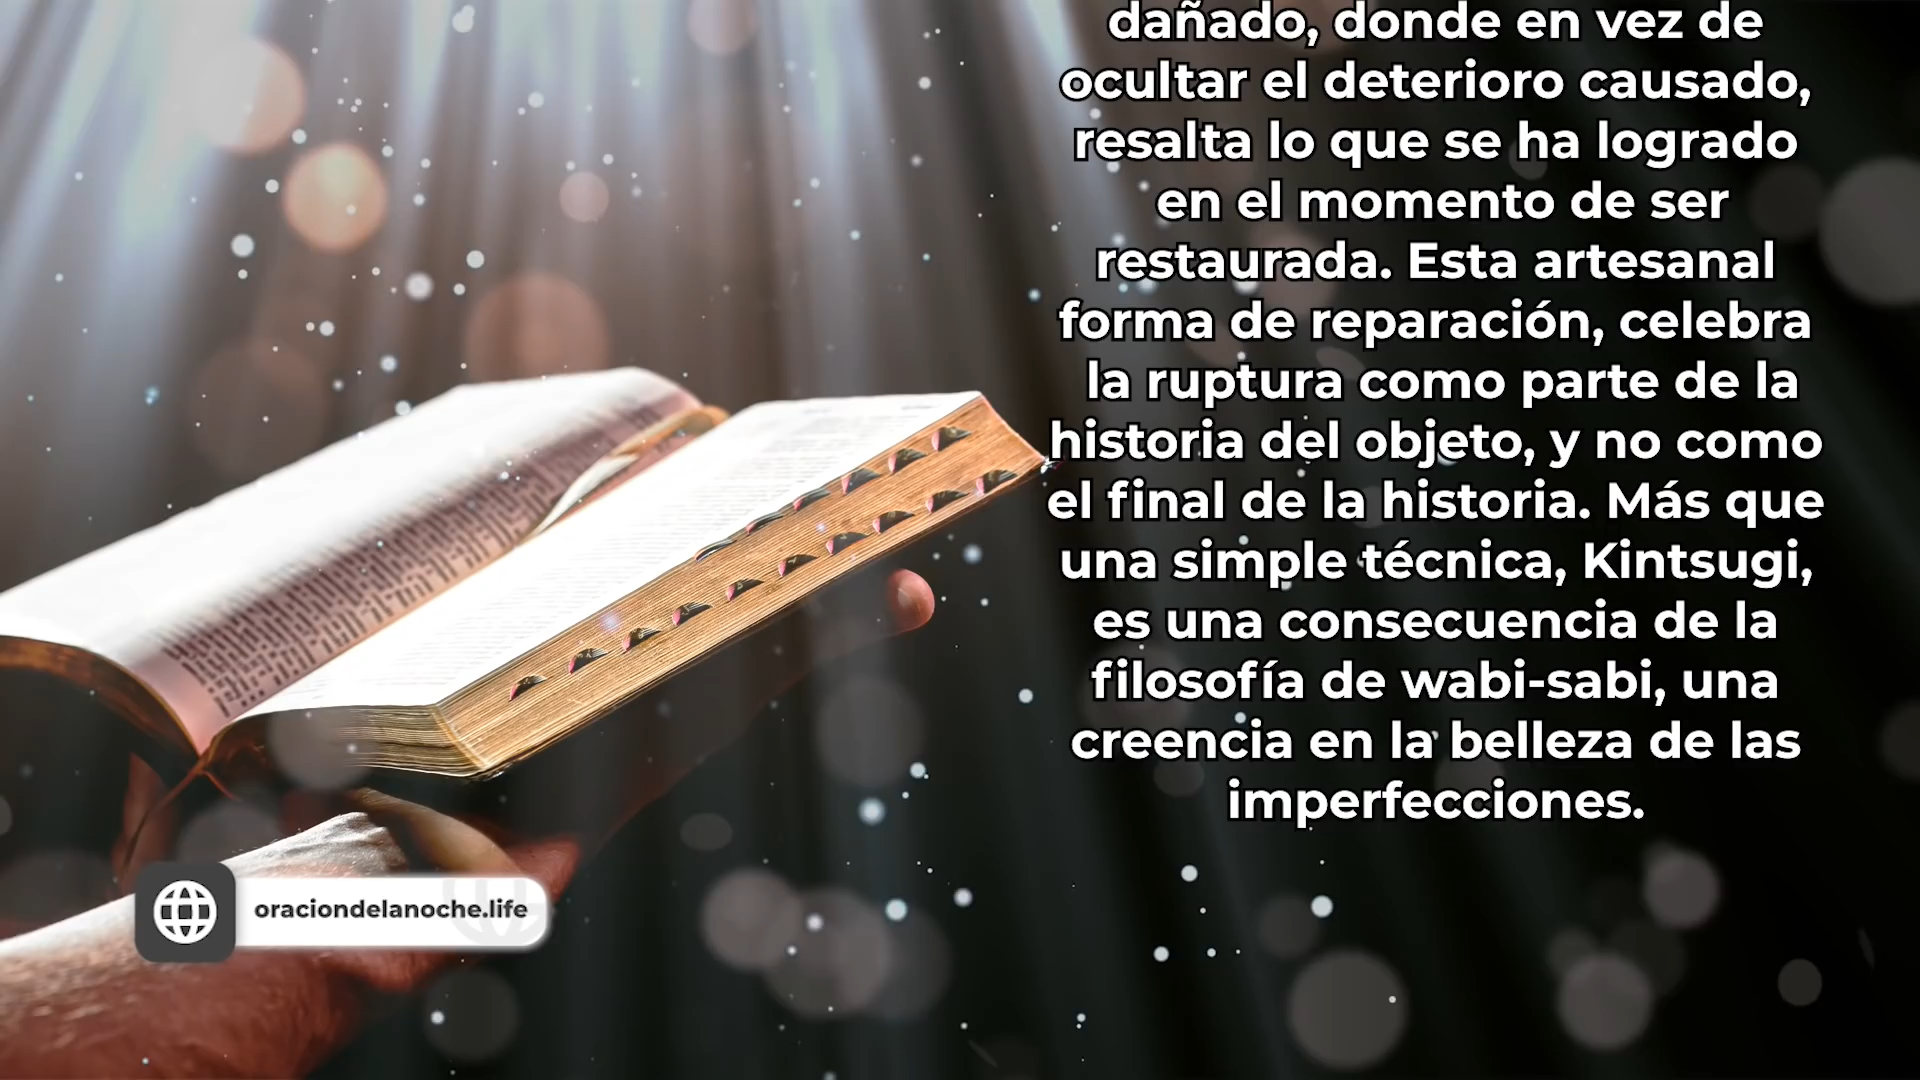 dañado, donde en vez de
ocultar el deterioro causado,
resalta lo que se ha logrado
en el momento de ser
restaurada. Esta artesanal
forma de reparación, celebra
la ruptura como parte de la
historia del objeto, y no como
el final de la historia. Más que
una simple técnica, Kintsugi,
es una consecuencia de la
filosofía de wabi-sabi, una
creencia en la belleza de las
imperfecciones.
oraciondelanoche.life